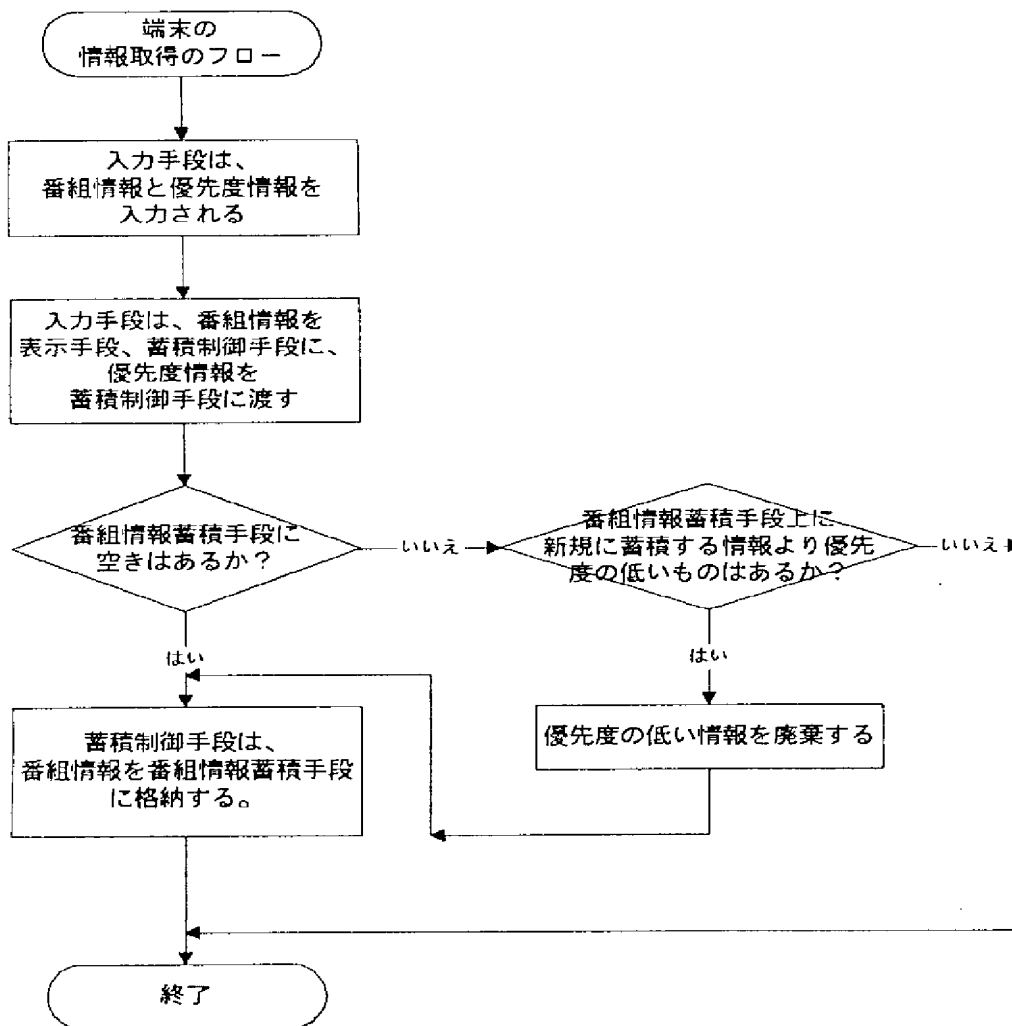 端末の
情報取得のフロー
入力手段は、
番組情報と優先度情報を
入力される
入力手段は、番組情報を
表示手段、蓄積制御手段に、
優先度情報を
蓄積制御手段に渡す
番組情報蓄積手段に
空きはあるか？
いいえ
番組情報蓄積手段上に
新規に蓄積する情報より優先
度の低いものはあるか？
いいえ
はい
はい
蓄積制御手段は、
番組情報を番組情報蓄積手段
に格納する。
優先度の低い情報を廃棄する
終了